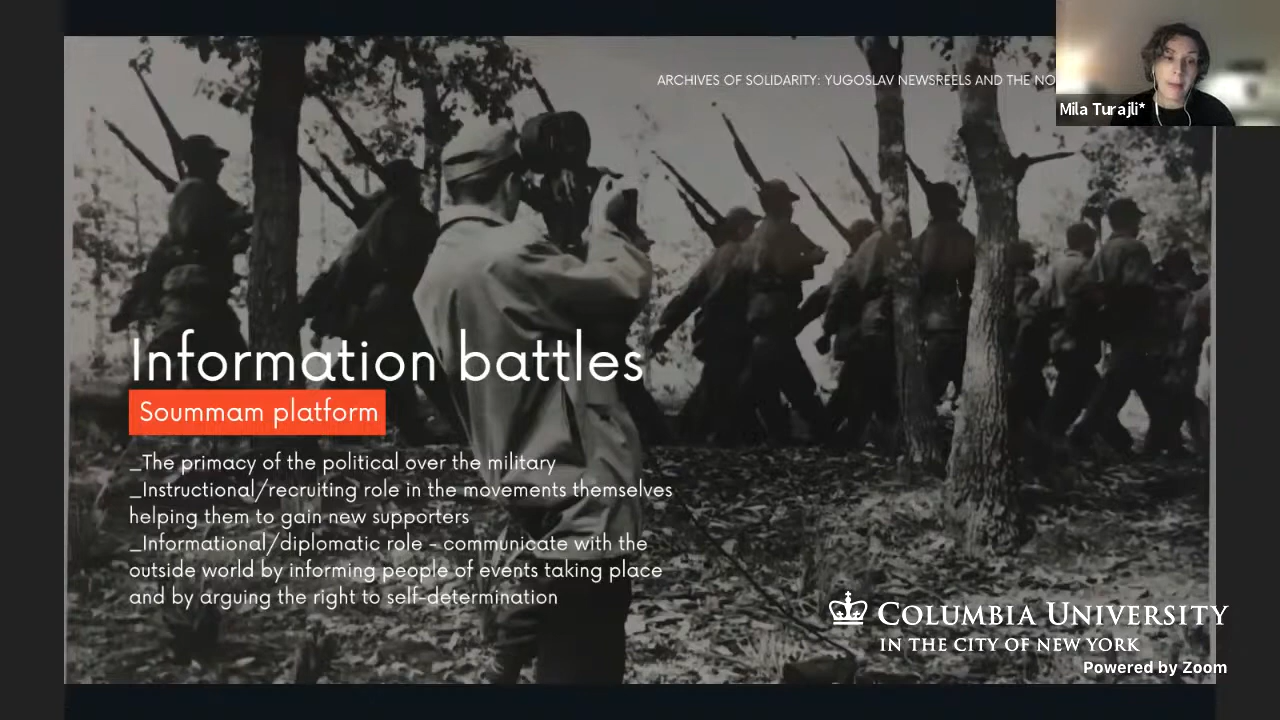 ARCHIVES OF SOLIDARITY: YUGOSLAV NEWSREELS AND THE NO
Mila Turajli*
Information battles
Soummam platform
_The primacy of the political over the military
_Instructional/recruiting role in the movements themselves
helping them to gain new supporters
_Informational/diplomatic role - communicate with the
outside world by informing people of events taking place
and by arguing the right to self-determination
COLUMBIA UNIVERSITY
IN THE CITY OF NEW YORK
Powered by Zoom